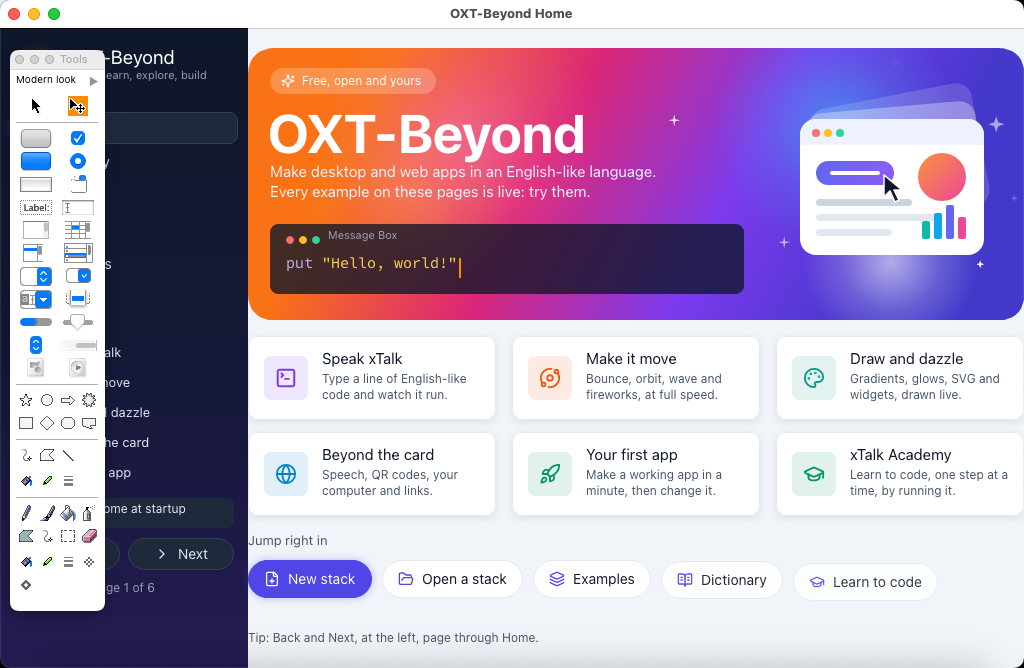 OXT-Beyond Home
Tools
Modern look
Label:
-Beyond
earn, explore, build
ome at startup
Next
ge 1 of 6
Free, open and yours
OXT-Beyond
Make desktop and web apps in an English-like language.
Every example on these pages is live: try them.
Message Box
put "Hello, world!"
Speak xTalk
Type a line of English-like
code and watch it run.
Make it move
Bounce, orbit, wave and
fireworks, at full speed.
Draw and dazzle
Gradients, glows, SVG and
widgets, drawn live.
Beyond the card
Speech, QR codes, your
computer and links.
Your first app
Make a working app in a
minute, then change it.
xTalk Academy
Learn to code, one step at a
time, by running it.
Jump right in
New stack
Open a stack
Examples
Dictionary
Learn to code
Tip: Back and Next, at the left, page through Home.